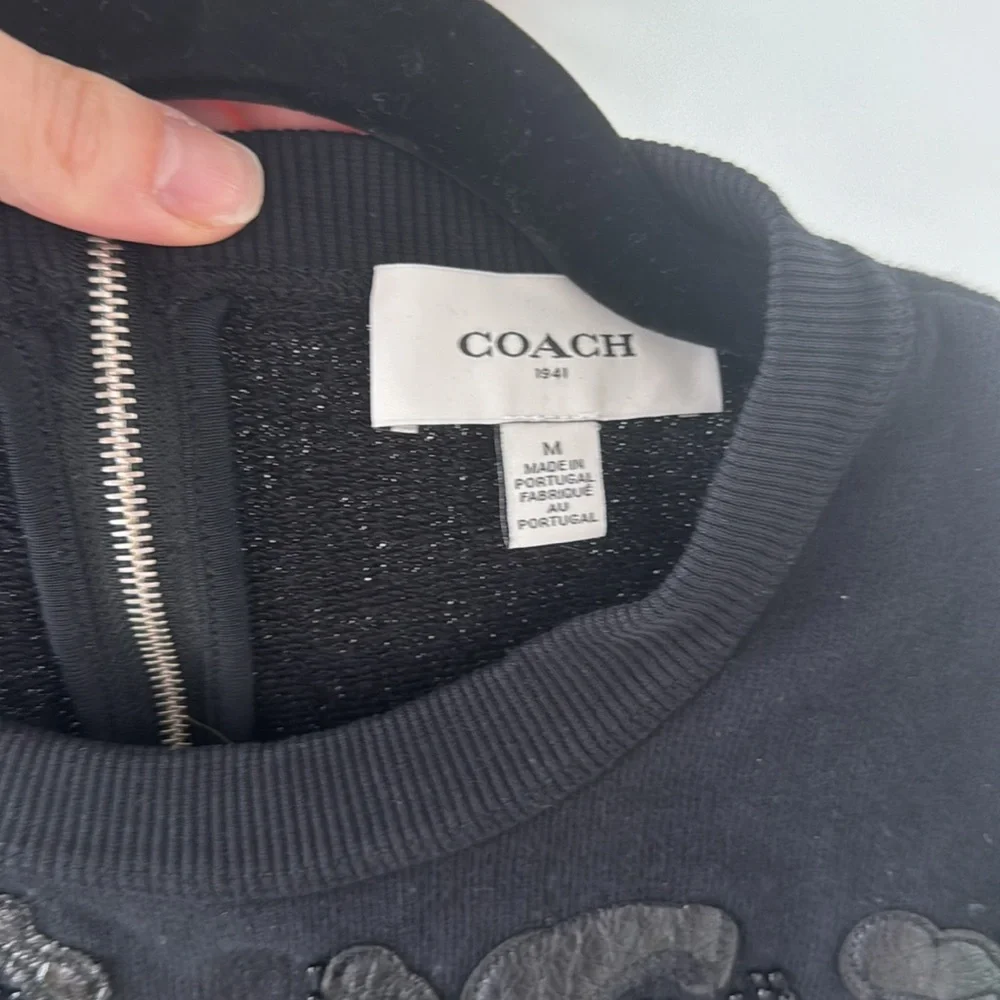 COACH
1941
M
MADE IN
PORTUGAL
FABRIQUÉ
AU
PORTUGAL